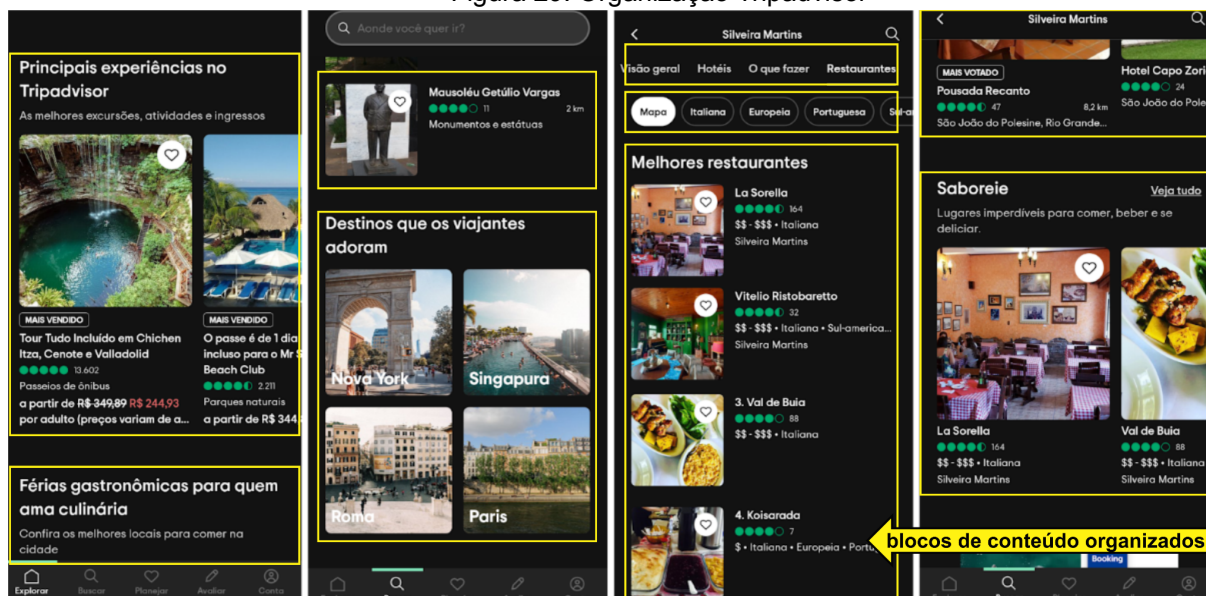 Principais experiências no
Tripadvisor
As melhores excursões, atividades e ingressos
MAIS VENDIDO
Tour Tudo Incluído em Chichen
Itza, Cenote e Valladolid
13.602
Passeios de ônibus
a partir de R$ 349,89 R$ 244,93
por adulto (preços variam de a...
MAIS VENDIDO
O passe é de 1 dia
incluso para o Mr S
Beach Club
2.211
Parques naturais
a partir de R$ 344
Férias gastronômicas para quem
ama culinária
Confira os melhores locais para comer na
cidade
Explorar
Buscar
Planejar
Avaliar
Conta
Aonde você quer ir?
Mausoléu Getúlio Vargas
11
2 km
Monumentos e estátuas
Destinos que os viajantes
adoram
Nova York
Singapura
Roma
Paris
Silveira Martins
Visão geral Hotéis O que fazer Restaurantes
Mapa Italiana Europeia Portuguesa
Melhores restaurantes
La Sorella
164
$$ - $$$ • Italiana
Silveira Martins
Vitelio Ristobaretto
32
$$ - $$$ • Italiana • Sul-america...
Silveira Martins
3. Val de Buia
88
$$ - $$$ • Italiana
4. Koisarada
7
$ • Italiana • Europeia •
Silveira Martins
MAIS VOTADO
Pousada Recanto
47
8,2 km
São João do Polesine, Rio Grande...
Hotel Capo Zori
24
São João do Pole
Saboreie
Veja tudo
Lugares imperdíveis para comer, beber e se
deliciar.
La Sorella
164
$$ - $$$ • Italiana
Silveira Martins
Val de Buia
88
$$ - $$$ • Italiana
Silveira Martins
blocos de conteúdo organizados
Booking